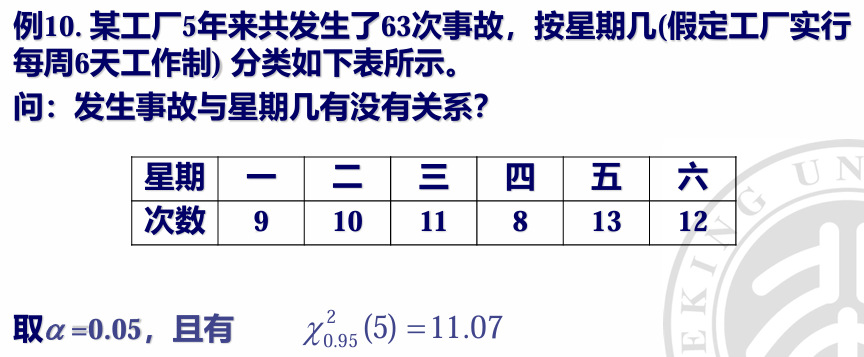 例10. 某工厂5年来共发生了63次事故，按星期几(假定工厂实行
每周6天工作制) 分类如下表所示。
问：发生事故与星期几有没有关系？
星期 一 二 三 四 五 六
次数 9 10 11 8 13 12
取α=0.05，且有 χ²₀.₉₅(5) = 11.07
EKING UN